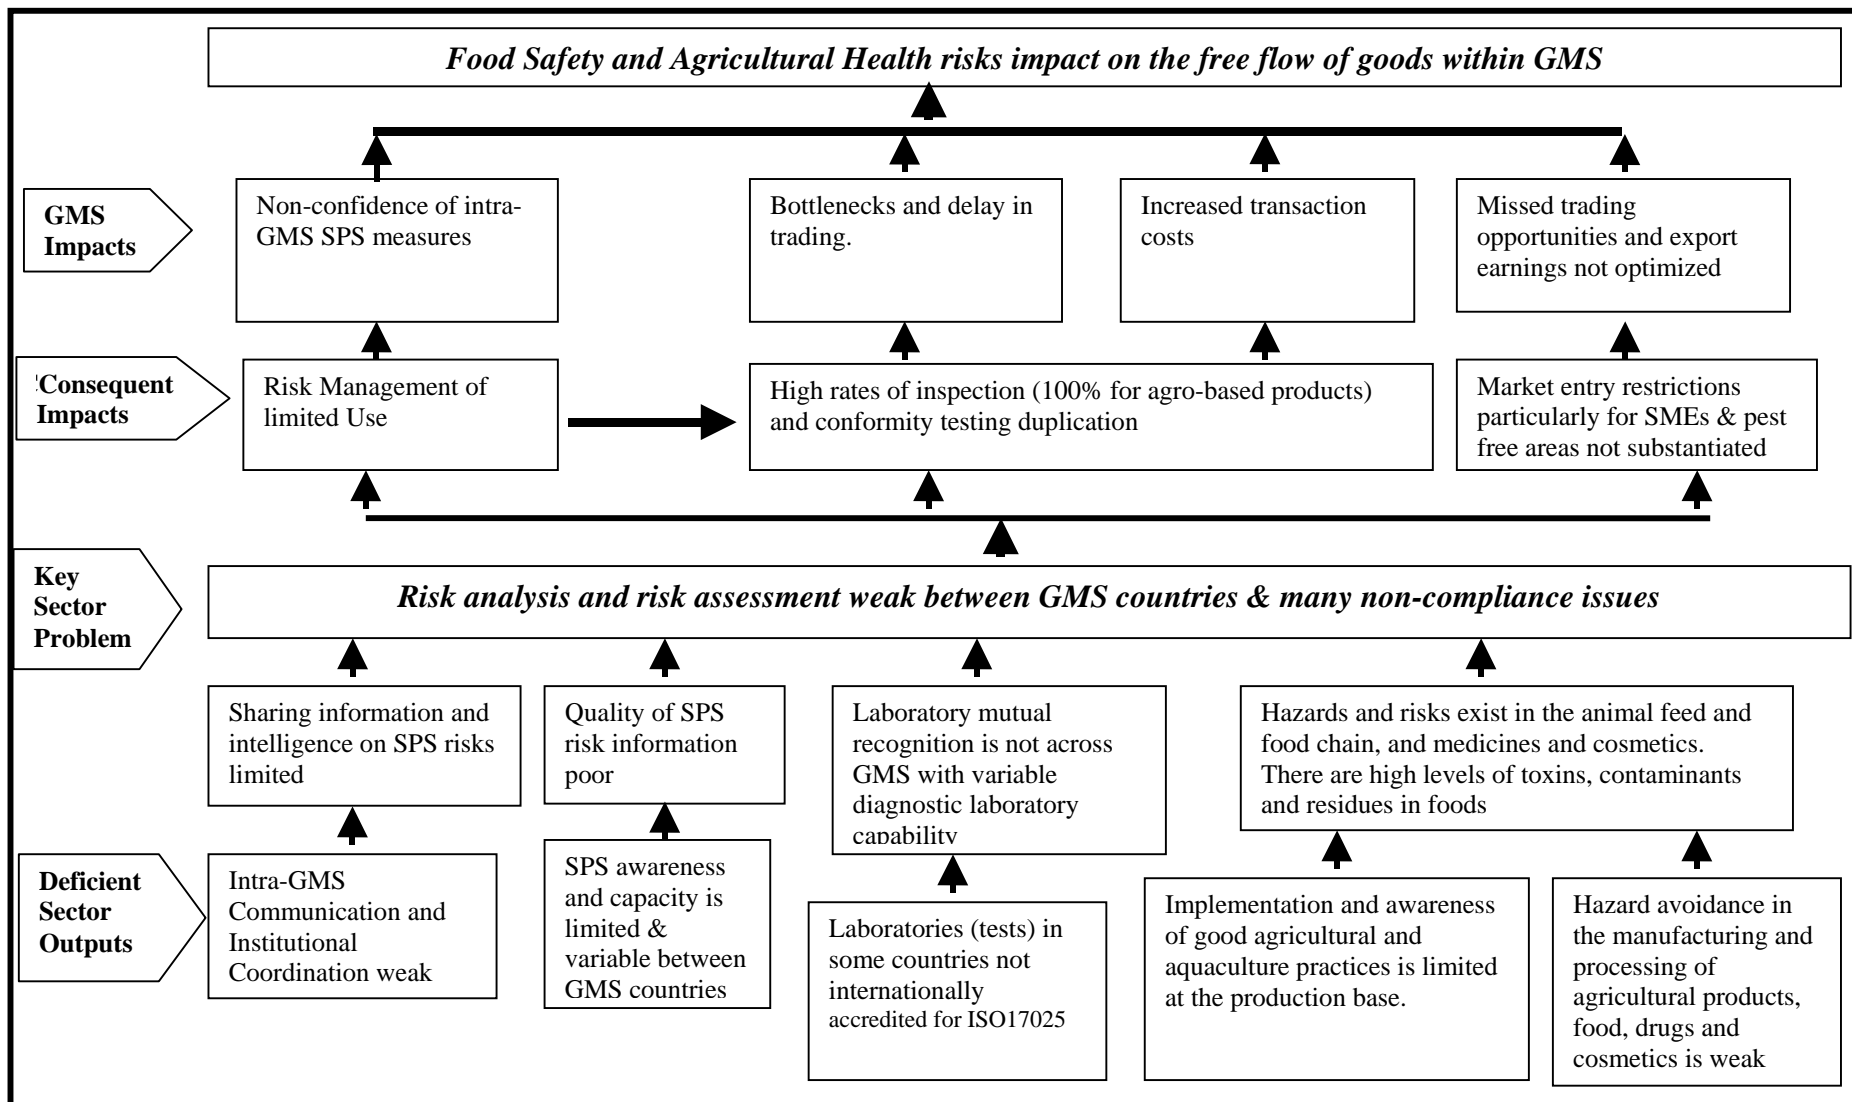 Food Safety and Agricultural Health risks impact on the free flow of goods within GMS
GMS
Impacts
Non-confidence of intra-
GMS SPS measures
Bottlenecks and delay in
trading.
Increased transaction
costs
Missed trading
opportunities and export
earnings not optimized
Consequent
Impacts
Risk Management of
limited Use
High rates of inspection (100% for agro-based products)
and conformity testing duplication
Market entry restrictions
particularly for SMEs & pest
free areas not substantiated
Key
Sector
Problem
Risk analysis and risk assessment weak between GMS countries & many non-compliance issues
Sharing information and
intelligence on SPS risks
limited
Quality of SPS
risk information
poor
Laboratory mutual
recognition is not across
GMS with variable
diagnostic laboratory
capability
Hazards and risks exist in the animal feed and
food chain, and medicines and cosmetics.
There are high levels of toxins, contaminants
and residues in foods
Deficient
Sector
Outputs
Intra-GMS
Communication and
Institutional
Coordination weak
SPS awareness
and capacity is
limited &
variable between
GMS countries
Laboratories (tests) in
some countries not
internationally
accredited for ISO17025
Implementation and awareness
of good agricultural and
aquaculture practices is limited
at the production base.
Hazard avoidance in
the manufacturing and
processing of
agricultural products,
food, drugs and
cosmetics is weak